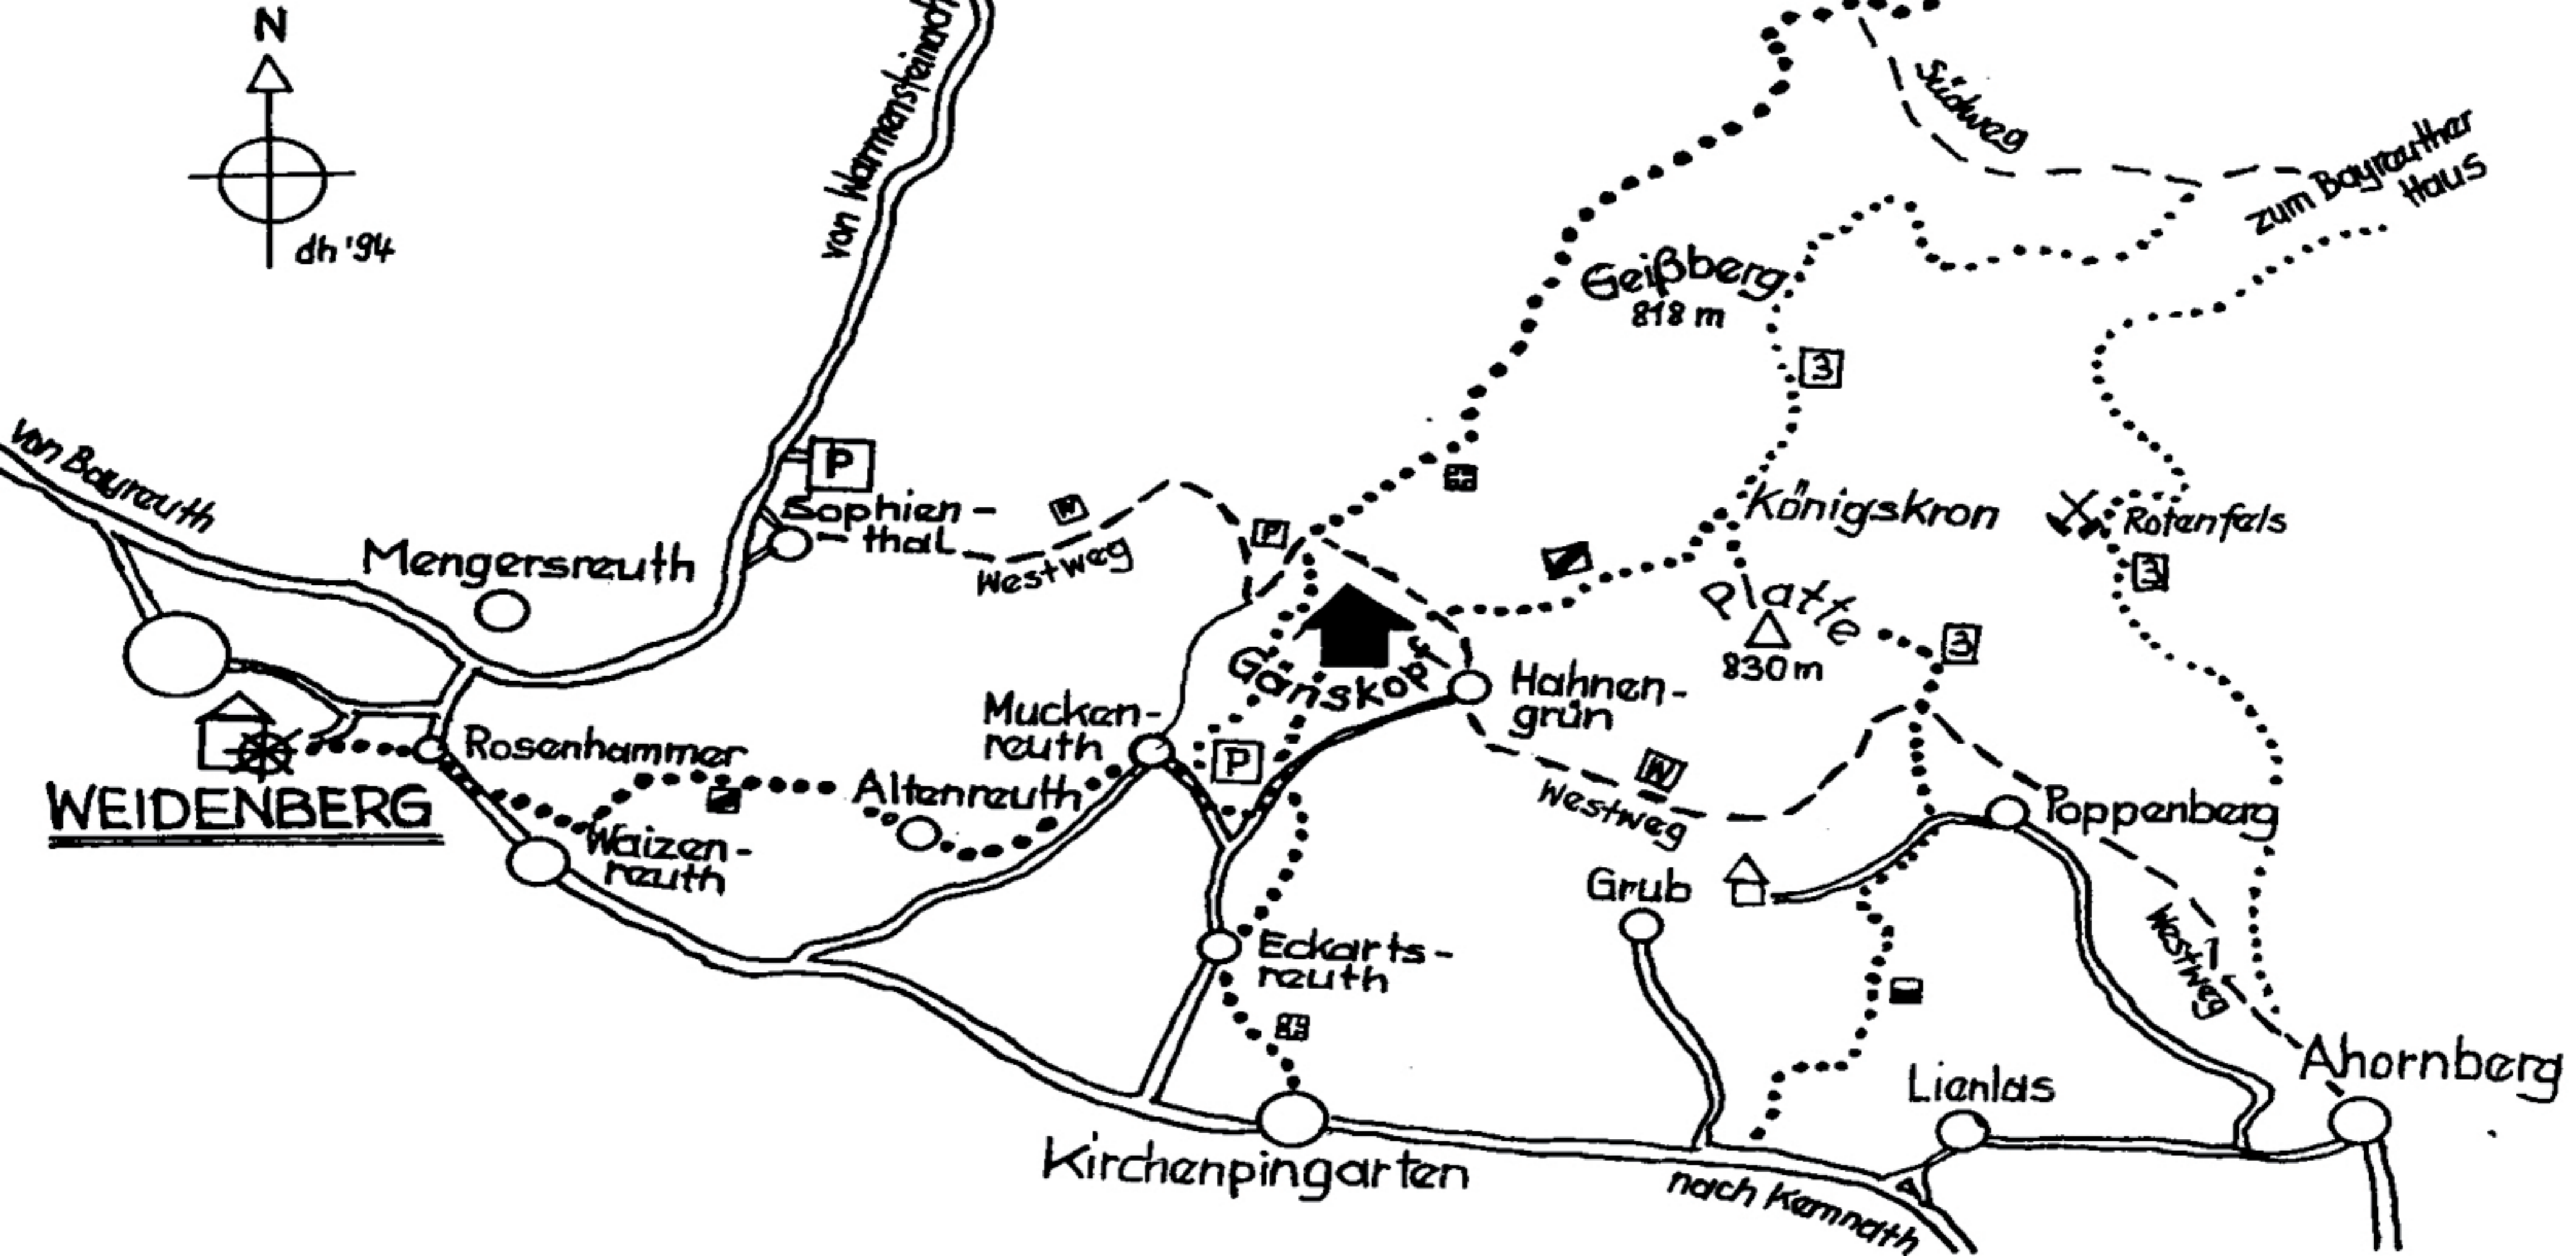 N
dh '94
von Warmensteinach
Südweg
zum Bayreuther
Haus
Geißberg
818 m
3
von Bayreuth
P
Sophien-
thal
W
Westweg
P
Königskron
Rotenfels
3
Mengersreuth
Platte
830 m
3
Gänskopf
Hahnen-
grün
Mucken-
reuth
P
Rosenhammer
WEIDENBERG
Altenreuth
W
Westweg
Poppenberg
Waizen-
reuth
Grub
Eckarts-
reuth
Westweg
Lienlas
Ahornberg
Kirchenpingarten
nach Kemnath